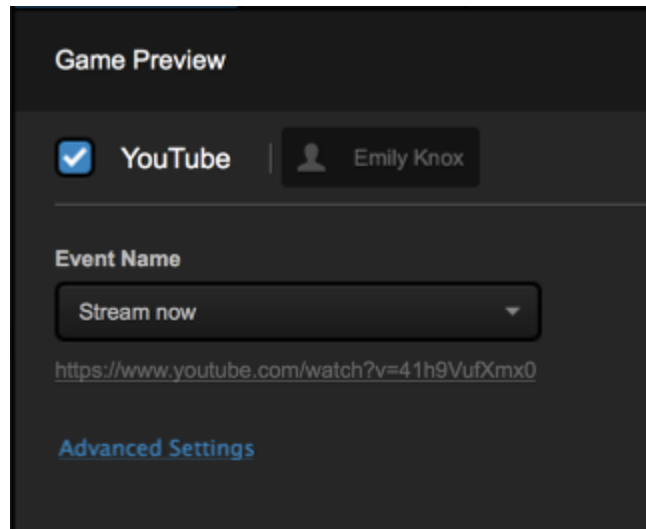 Game Preview
YouTube | Emily Knox
Event Name
Stream now
https://www.youtube.com/watch?v=41h9VufXmx0
Advanced Settings